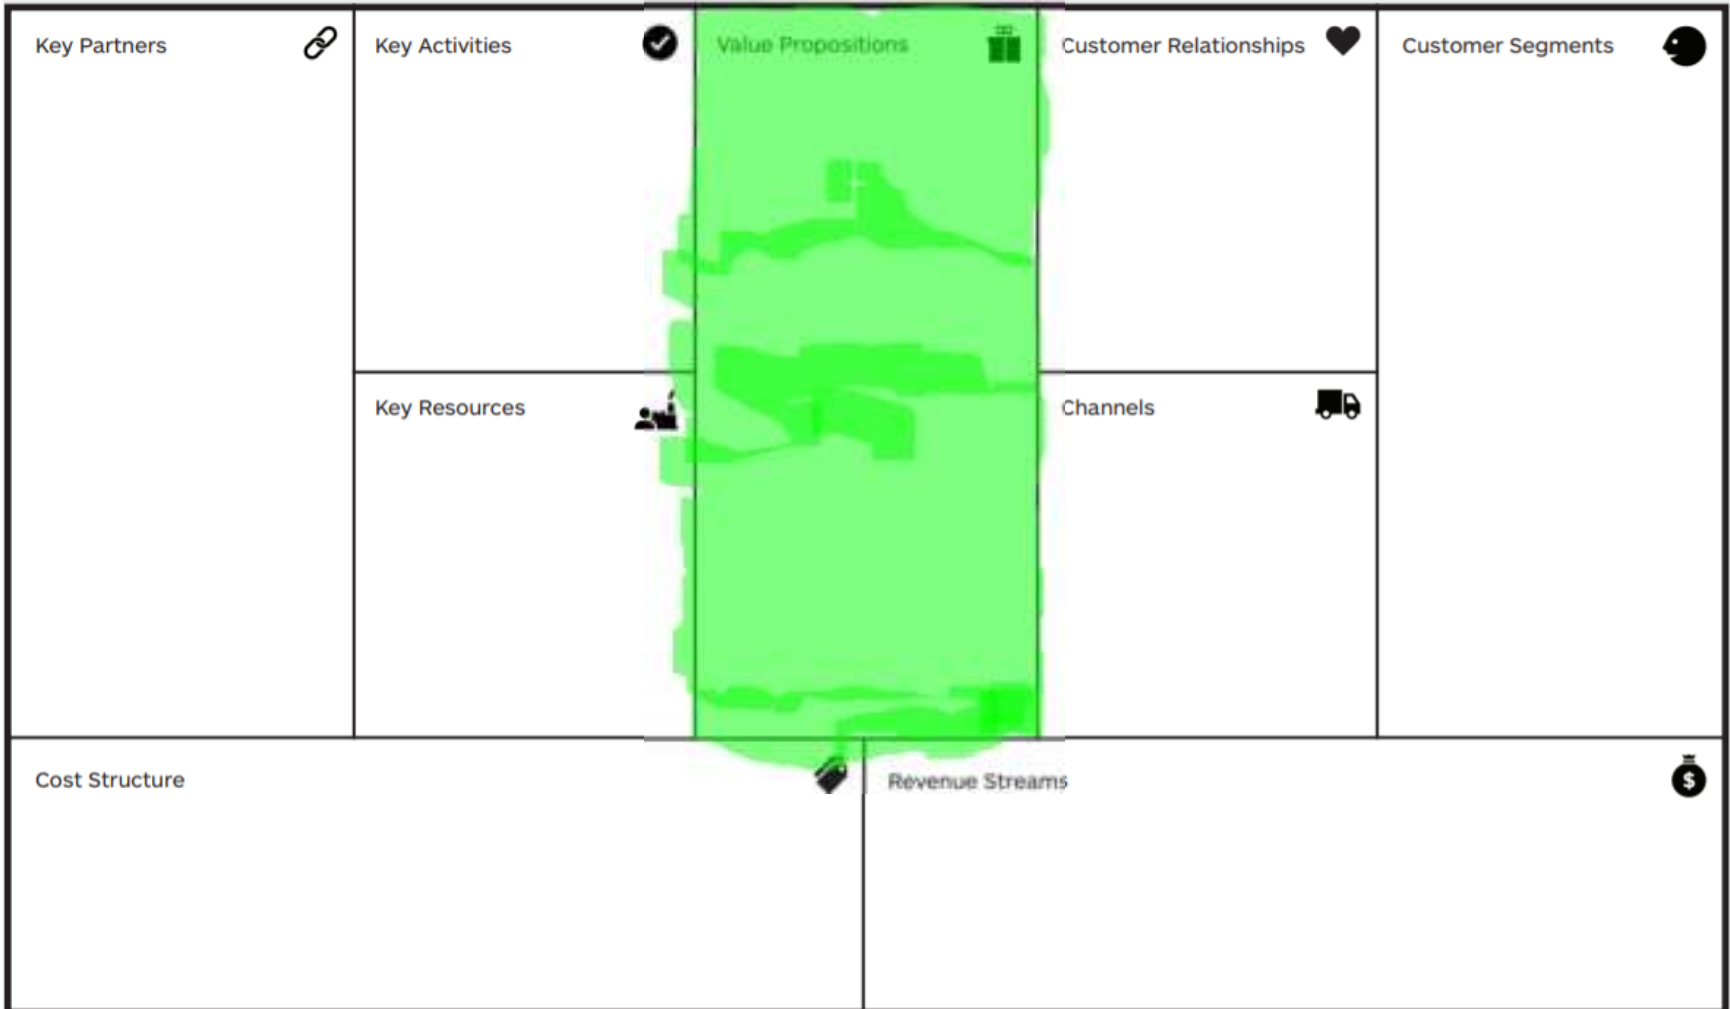 Key Partners
Key Activities
Value Propositions
Customer Relationships
Customer Segments
Key Resources
Channels
Cost Structure
Revenue Streams
$